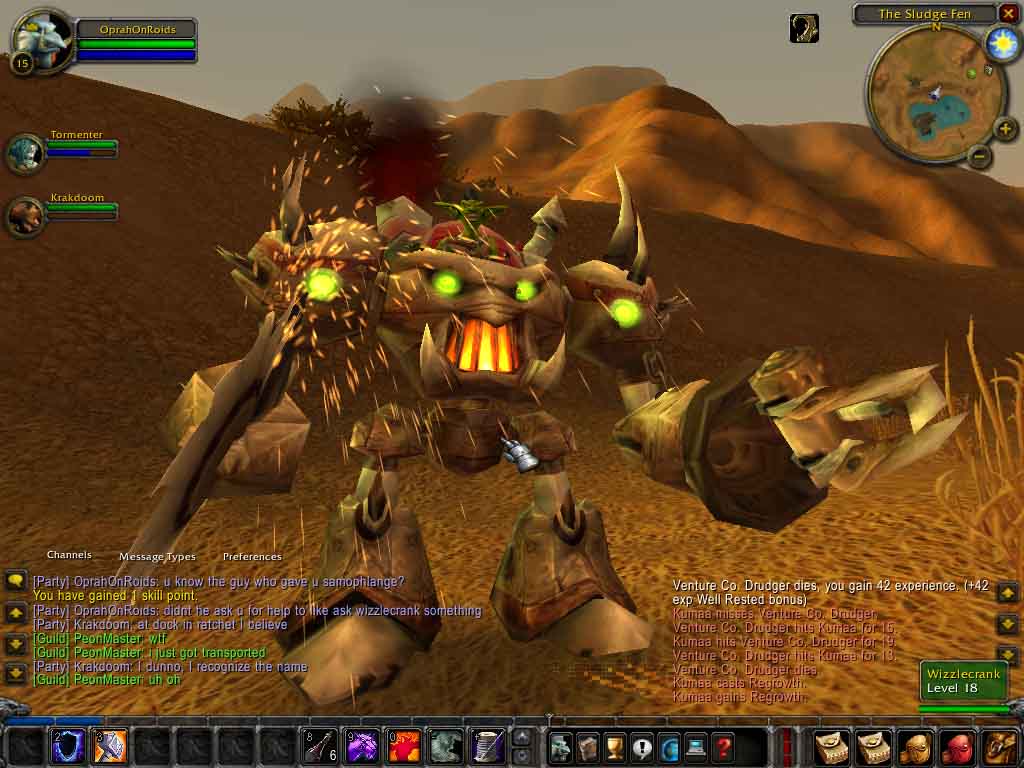 OprahOnRoids
15
The Sludge Fen
N
Tormenter
Krakdoom
Channels Message Types Preferences
[Party] OprahOnRoids: u know the guy who gave u samophlange?
You have gained 1 skill point.
[Party] OprahOnRoids: didnt he ask u for help to like ask wizzlecrank something
[Party] Krakdoom: at dock in ratchet I believe
[Guild] PeonMaster: wtf
[Guild] PeonMaster: i just got transported
[Party] Krakdoom: I dunno, I recognize the name
[Guild] PeonMaster: uh oh
Venture Co. Drudger dies, you gain 42 experience. (+42
exp Well Rested bonus)
Kumaa misses Venture Co. Drudger.
Venture Co. Drudger hits Kumaa for 15.
Kumaa hits Venture Co. Drudger for
Venture Co. Drudger hits Kumaa for 13.
Venture Co. Drudger dies.
Kumaa casts Regrowth.
Kumaa gains Regrowth.
Wizzlecrank
Level 18
2 3 8 6 9 0